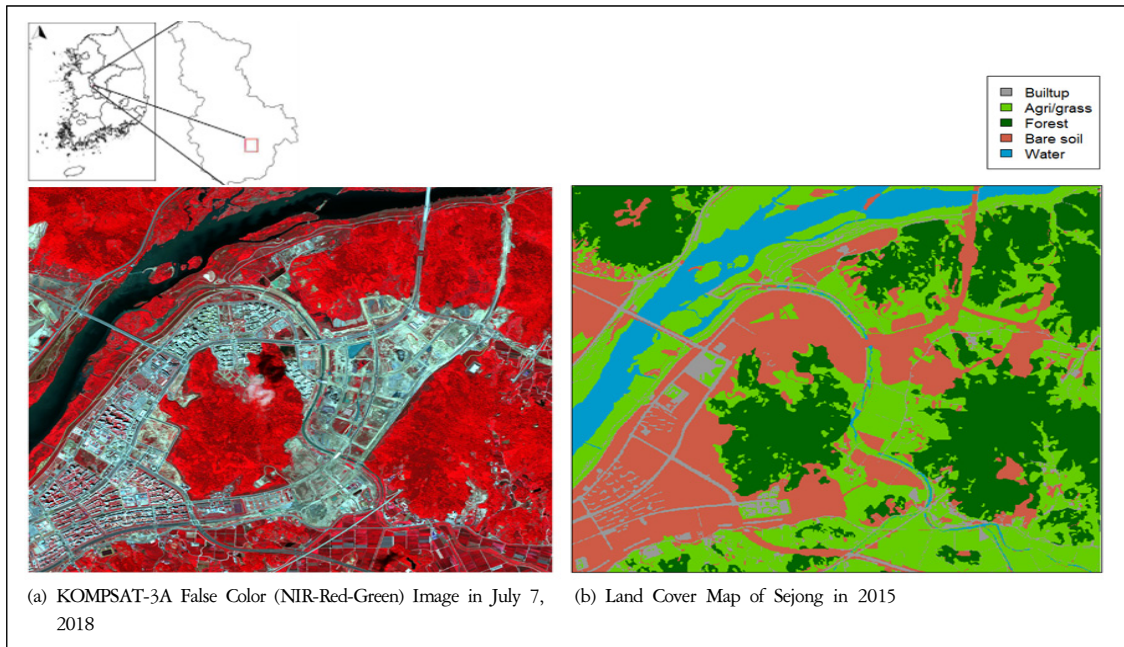 Builtup
Agri/grass
Forest
Bare soil
Water
(a) KOMPSAT-3A False Color (NIR-Red-Green) Image in July 7,
2018
(b) Land Cover Map of Sejong in 2015